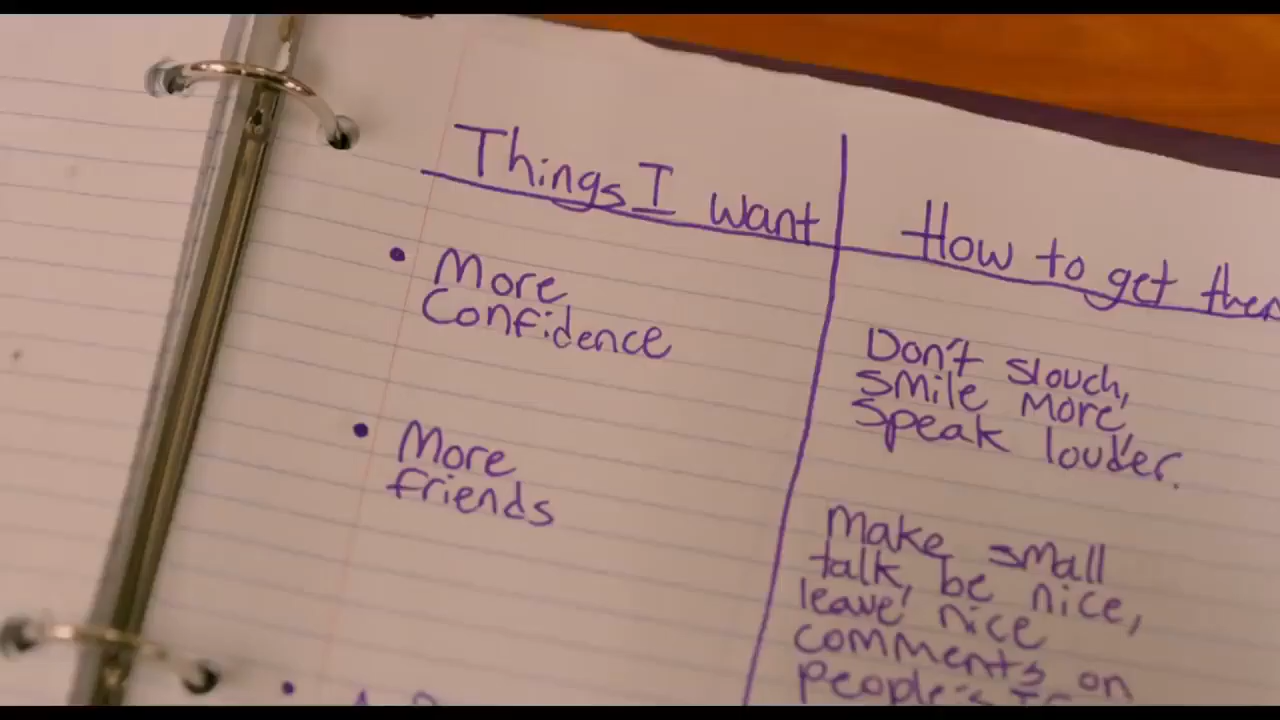 Things I want
How to get them
• More
Confidence
Don't slouch,
smile more,
speak louder.
• More
friends
Make small
talk, be nice,
leave nice
comments on
people's